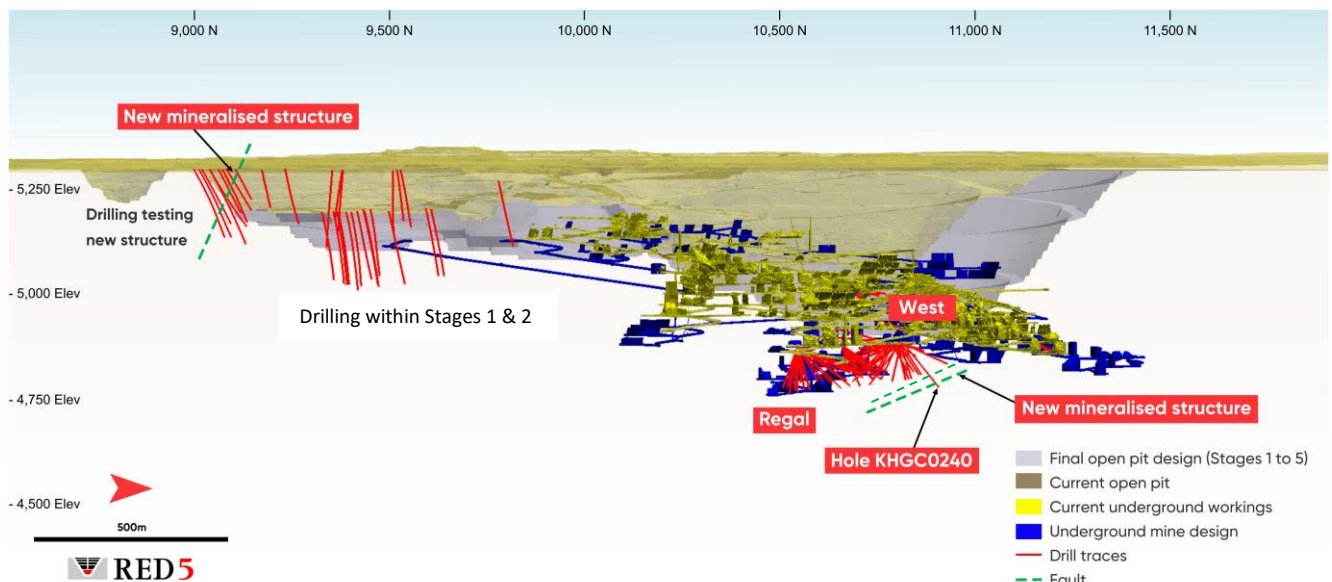 9,000 N
9,500 N
10,000 N
10,500 N
11,000 N
11,500 N
New mineralised structure
- 5,250 Elev
Drilling testing
new structure
- 5,000 Elev
Drilling within Stages 1 & 2
West
- 4,750 Elev
Regal
New mineralised structure
Hole KHGC0240
- 4,500 Elev
500m
RED 5
Final open pit design (Stages 1 to 5)
Current open pit
Current underground workings
Underground mine design
Drill traces
Fault